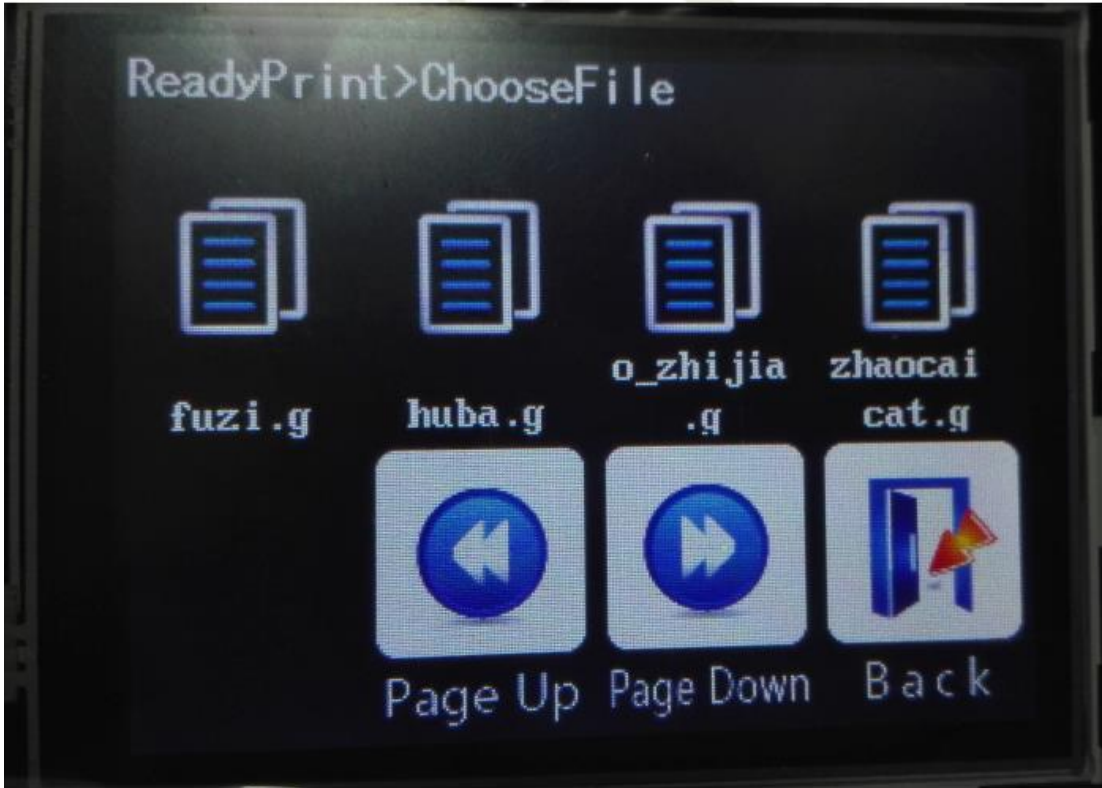 ReadyPrint>ChooseFile
fuzi.g
huba.g
o_zhijia
.g
zhaocai
cat.g
Page Up
Page Down
Back